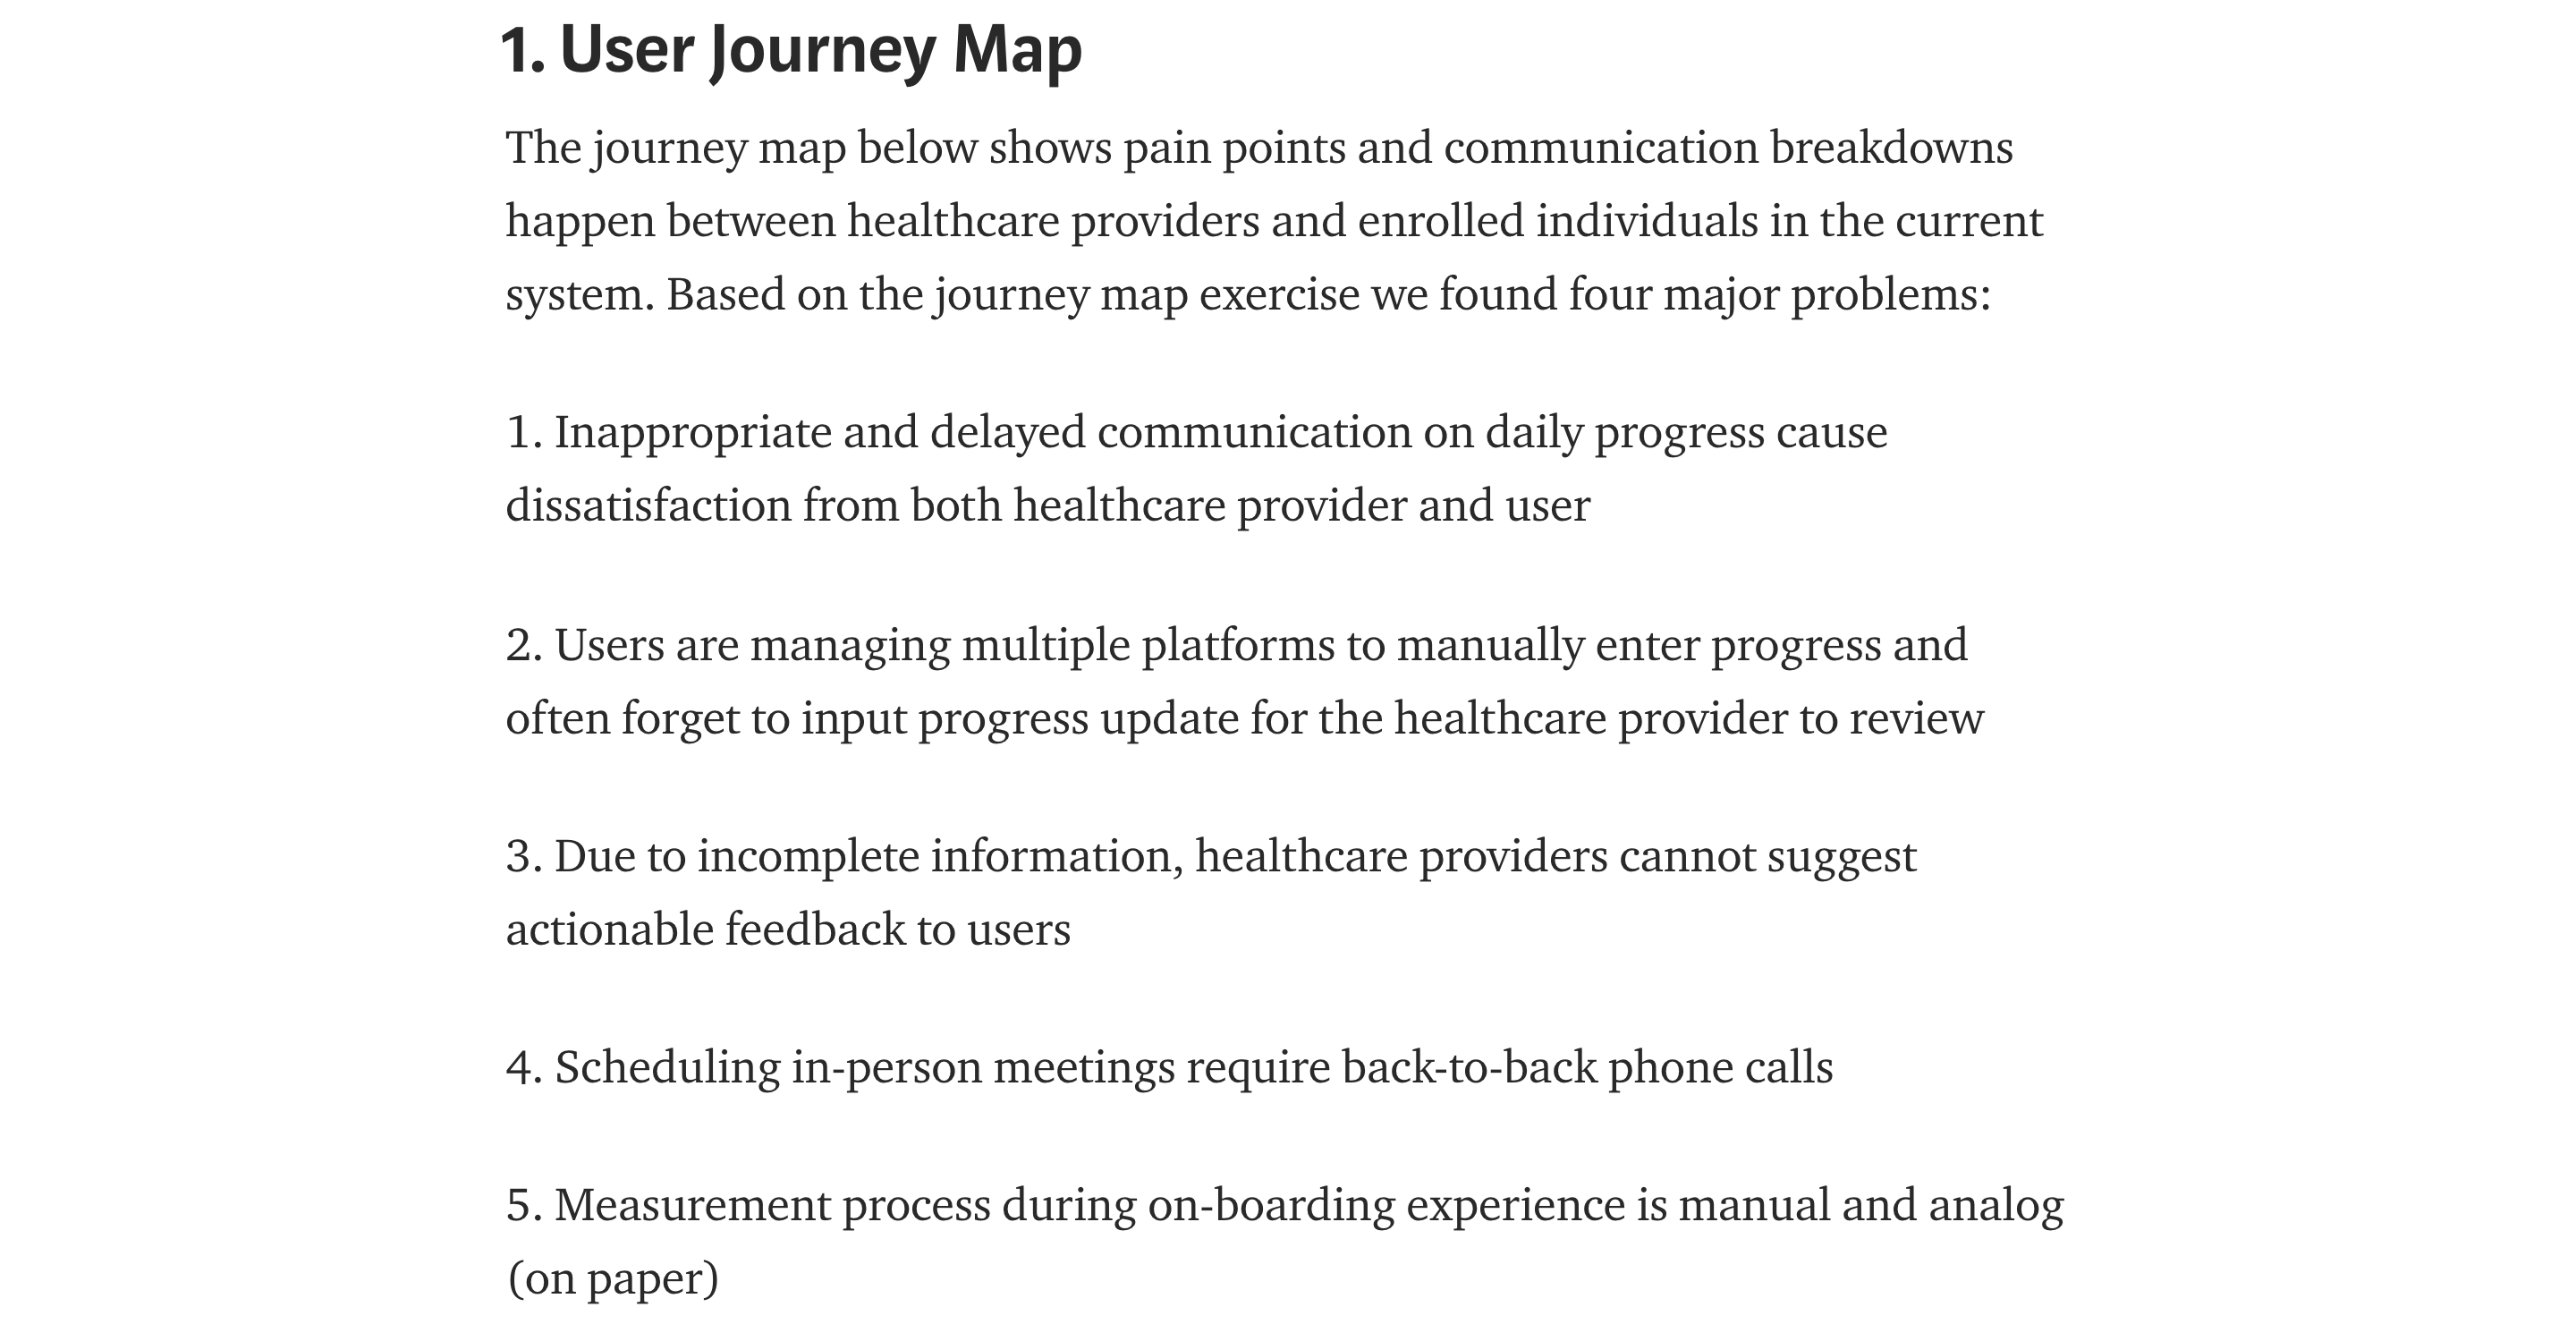 1. User Journey Map
The journey map below shows pain points and communication breakdowns
happen between healthcare providers and enrolled individuals in the current
system. Based on the journey map exercise we found four major problems:
1. Inappropriate and delayed communication on daily progress cause
dissatisfaction from both healthcare provider and user
2. Users are managing multiple platforms to manually enter progress and
often forget to input progress update for the healthcare provider to review
3. Due to incomplete information, healthcare providers cannot suggest
actionable feedback to users
4. Scheduling in-person meetings require back-to-back phone calls
5. Measurement process during on-boarding experience is manual and analog
(on paper)